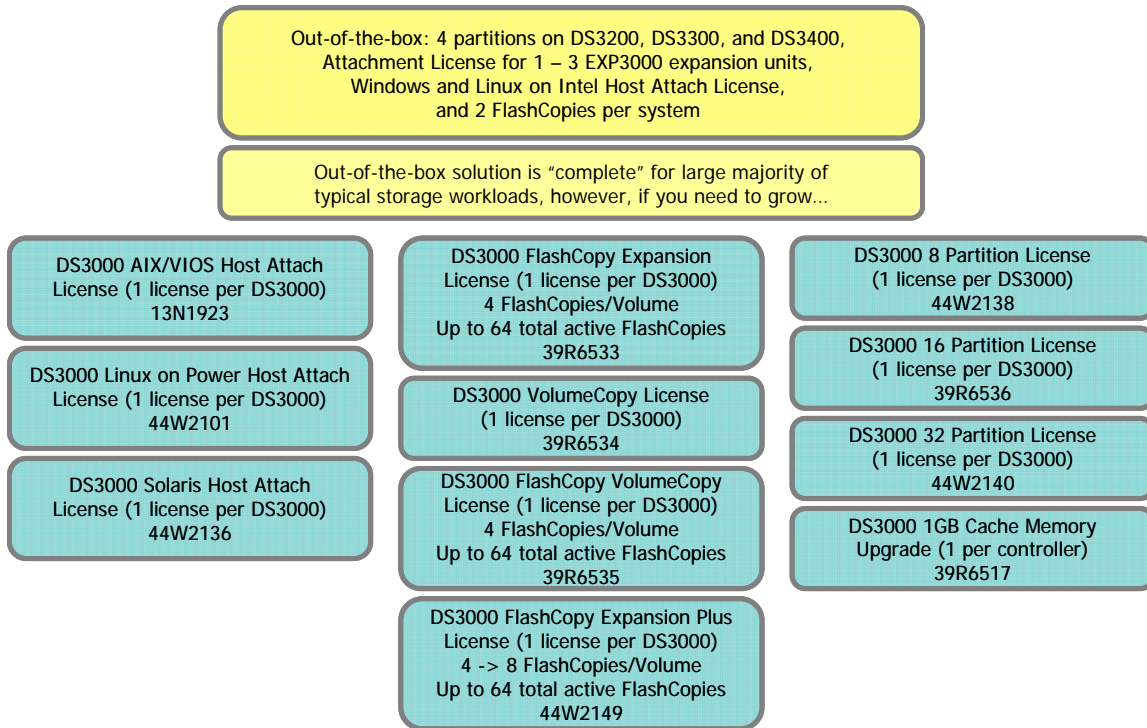 Out-of-the-box: 4 partitions on DS3200, DS3300, and DS3400,
Attachment License for 1 – 3 EXP3000 expansion units,
Windows and Linux on Intel Host Attach License,
and 2 FlashCopies per system
Out-of-the-box solution is “complete” for large majority of
typical storage workloads, however, if you need to grow...
DS3000 AIX/VIOS Host Attach
License (1 license per DS3000)
13N1923
DS3000 Linux on Power Host Attach
License (1 license per DS3000)
44W2101
DS3000 Solaris Host Attach
License (1 license per DS3000)
44W2136
DS3000 FlashCopy Expansion
License (1 license per DS3000)
4 FlashCopies/Volume
Up to 64 total active FlashCopies
39R6533
DS3000 VolumeCopy License
(1 license per DS3000)
39R6534
DS3000 FlashCopy VolumeCopy
License (1 license per DS3000)
4 FlashCopies/Volume
Up to 64 total active FlashCopies
39R6535
DS3000 FlashCopy Expansion Plus
License (1 license per DS3000)
4 -> 8 FlashCopies/Volume
Up to 64 total active FlashCopies
44W2149
DS3000 8 Partition License
(1 license per DS3000)
44W2138
DS3000 16 Partition License
(1 license per DS3000)
39R6536
DS3000 32 Partition License
(1 license per DS3000)
44W2140
DS3000 1GB Cache Memory
Upgrade (1 per controller)
39R6517